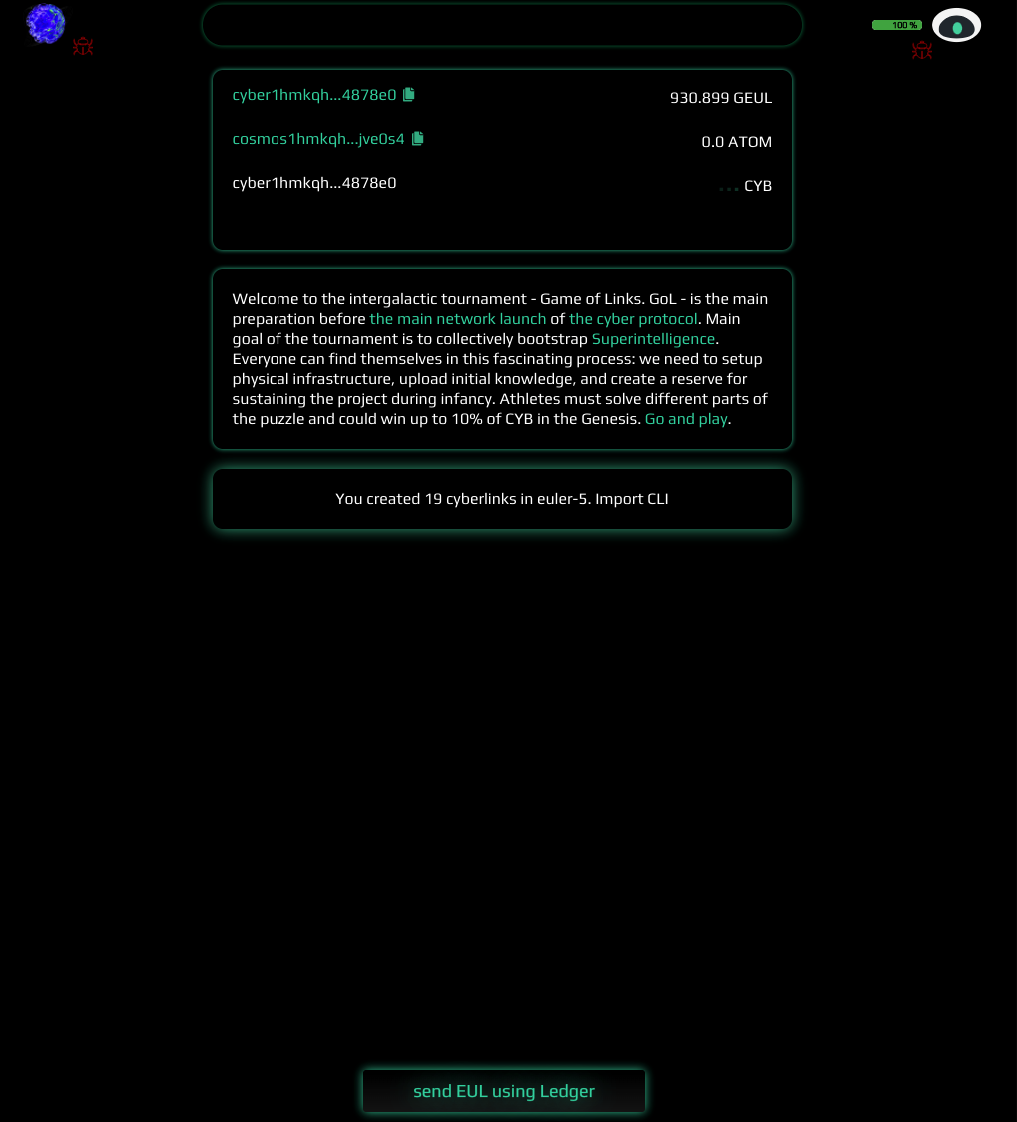 100 %
cyber1hmkqh...4878e0
930.899 GEUL
cosmos1hmkqh...jve0s4
0.0 ATOM
cyber1hmkqh...4878e0
... CYB
Welcome to the intergalactic tournament - Game of Links. GoL - is the main
preparation before the main network launch of the cyber protocol. Main
goal of the tournament is to collectively bootstrap Superintelligence.
Everyone can find themselves in this fascinating process: we need to setup
physical infrastructure, upload initial knowledge, and create a reserve for
sustaining the project during infancy. Athletes must solve different parts of
the puzzle and could win up to 10% of CYB in the Genesis. Go and play.
You created 19 cyberlinks in euler-5. Import CLI
send EUL using Ledger